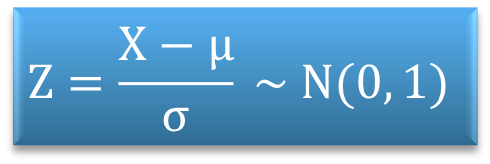 Z = (X − μ)/σ ~ N(0, 1)